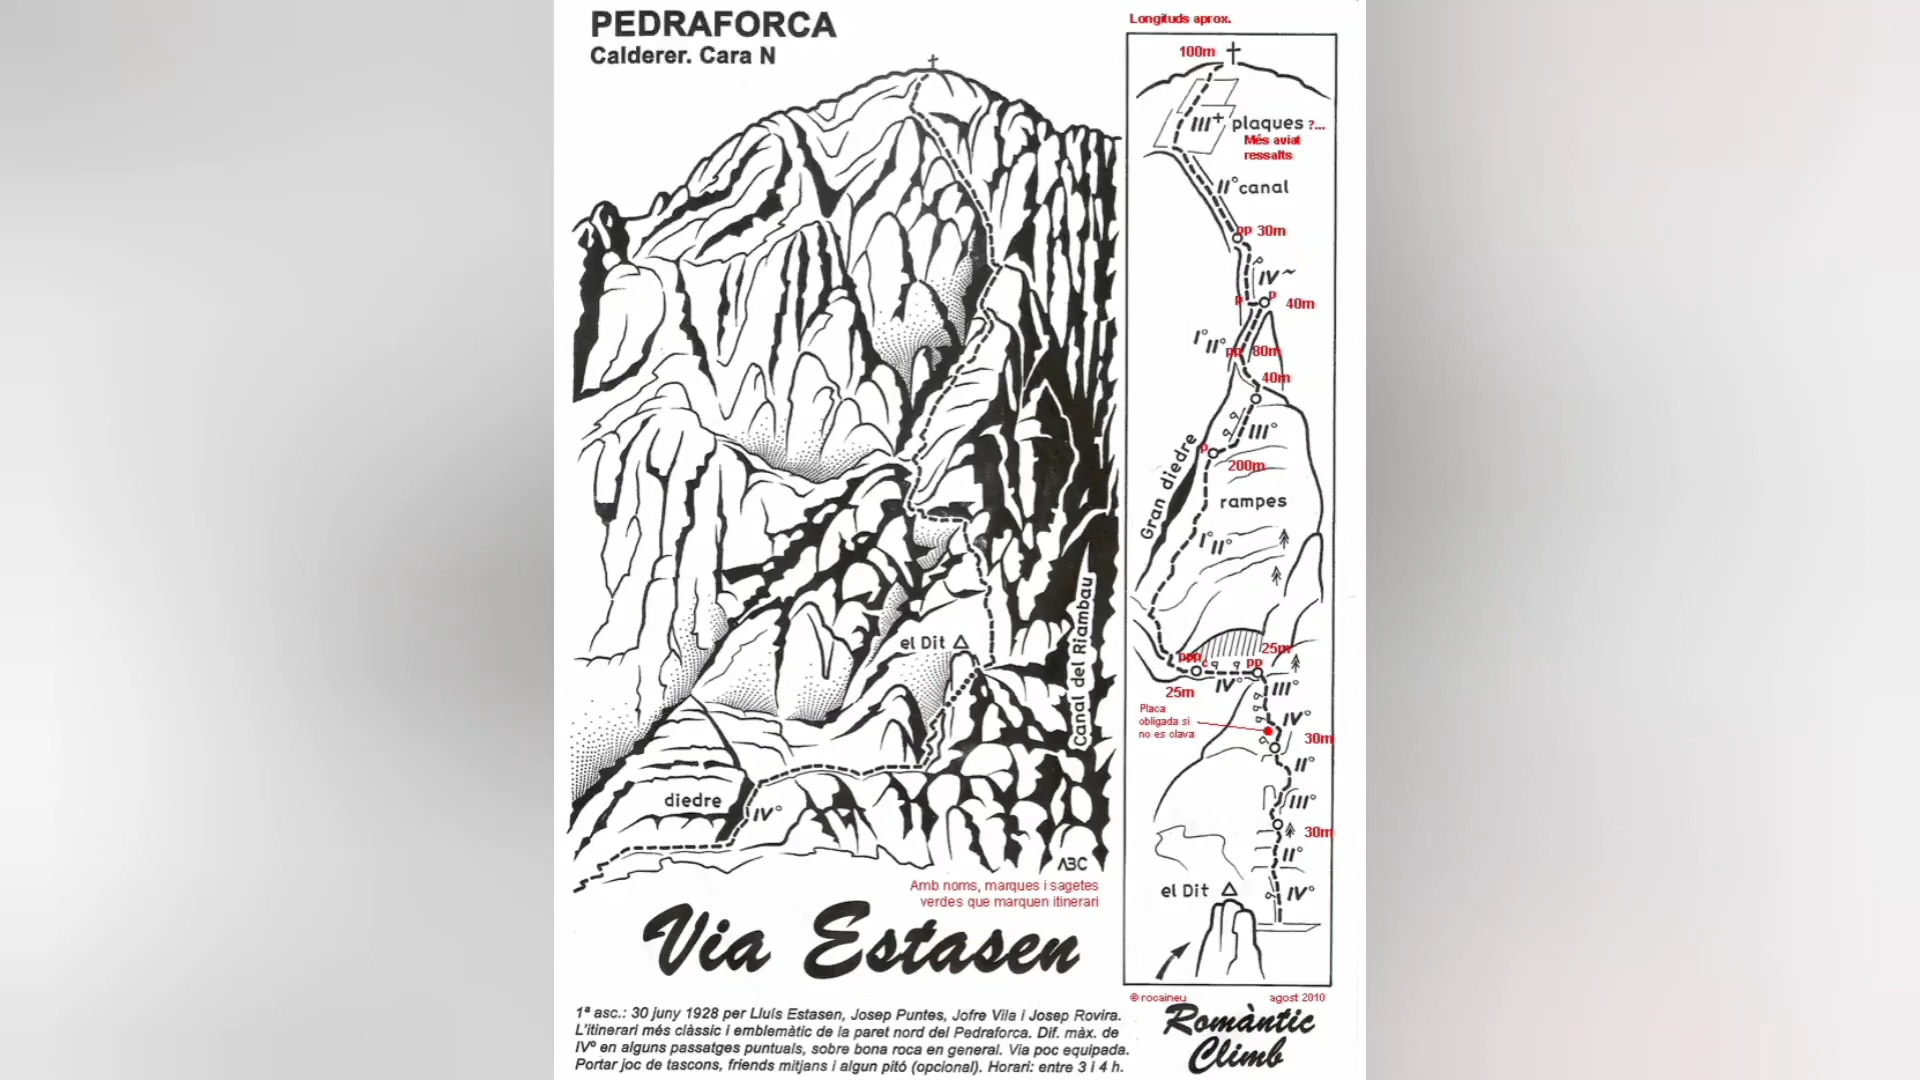 PEDRAFORCA
Calderer. Cara N
el Dit
Canal del Riambau
diedre
IV°
ABC
Amb noms, marques i sagetes
verdes que marquen itinerari
Via Estasen
1ª asc.: 30 juny 1928 per Lluís Estasen, Josep Puntes, Jofre Vila i Josep Rovira.
L'itinerari més clàssic i emblemàtic de la paret nord del Pedraforca. Dif. màx. de
IVº en alguns passatges puntuals, sobre bona roca en general. Via poc equipada.
Portar joc de tascons, friends mitjans i algun pitó (opcional). Horari: entre 3 i 4 h.
Longituds aprox.
100m
III+ plaques ?...
Més aviat
ressalts
II° canal
pp 30m
IV~
p p 40m
I° II° pp 80m
40m
III°
p
200m
Gran diedre
rampes
I° II°
25m
ppp c pp
IV° III°
25m
Placa
obligada si
no es clava
IV°
30m
II°
III°
30m
II°
el Dit IV°
© rocaineu agost 2010
Romàntic
Climb